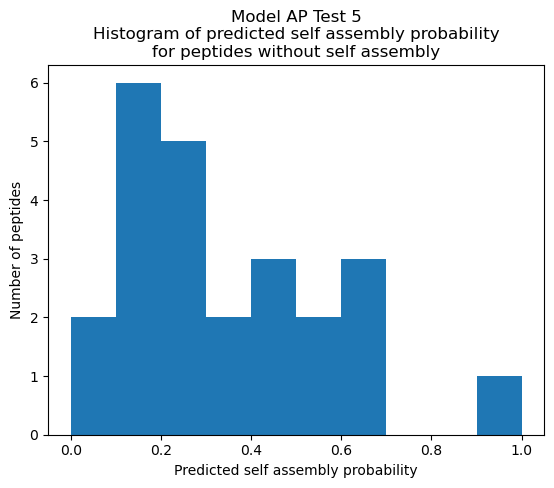 Model AP Test 5
Histogram of predicted self assembly probability
for peptides without self assembly
6
5
4
3
2
1
0
Number of peptides
0.0 0.2 0.4 0.6 0.8 1.0
Predicted self assembly probability